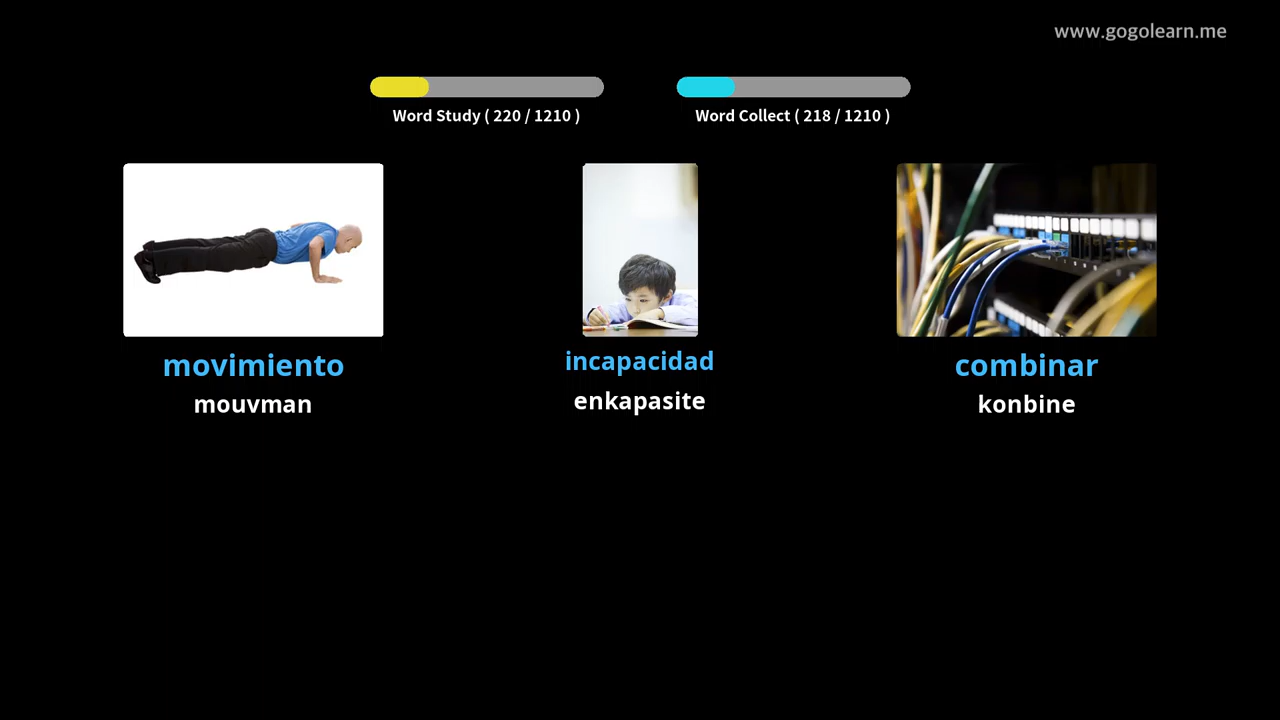 www.gogolearn.me
Word Study ( 220 / 1210 )
Word Collect ( 218 / 1210 )
movimiento
mouvman
incapacidad
enkapasite
combinar
konbine